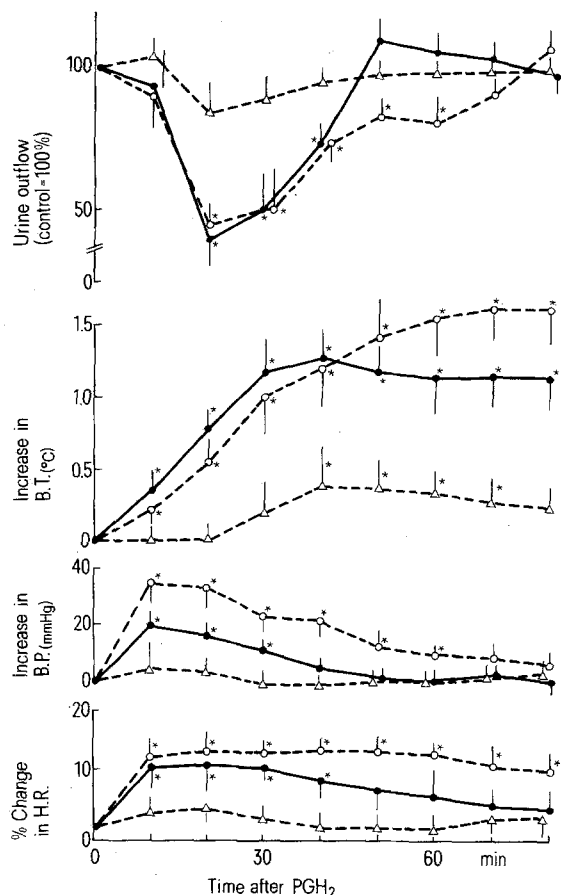 100
50
0
Urine outflow
(control=100%)
1.5
1.0
0.5
0
Increase in
B.T.(°C)
40
20
0
Increase in
B.P.(mmHg)
20
10
0
% Change
in H.R.
0
30
60
min
Time after PGH₂